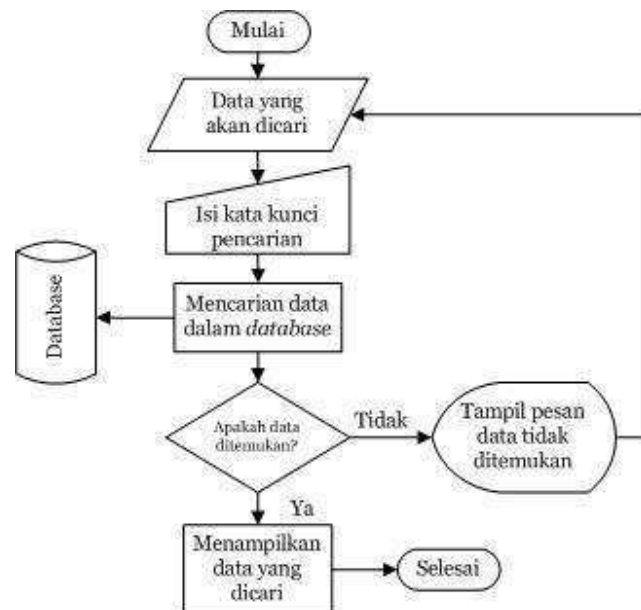 Mulai
Data yang
akan dicari
Isi kata kunci
pencarian
Database
Mencarian data
dalam database
Apakah data
ditemukan?
Tidak
Tampil pesan
data tidak
ditemukan
Ya
Menampilkan
data yang
dicari
Selesai